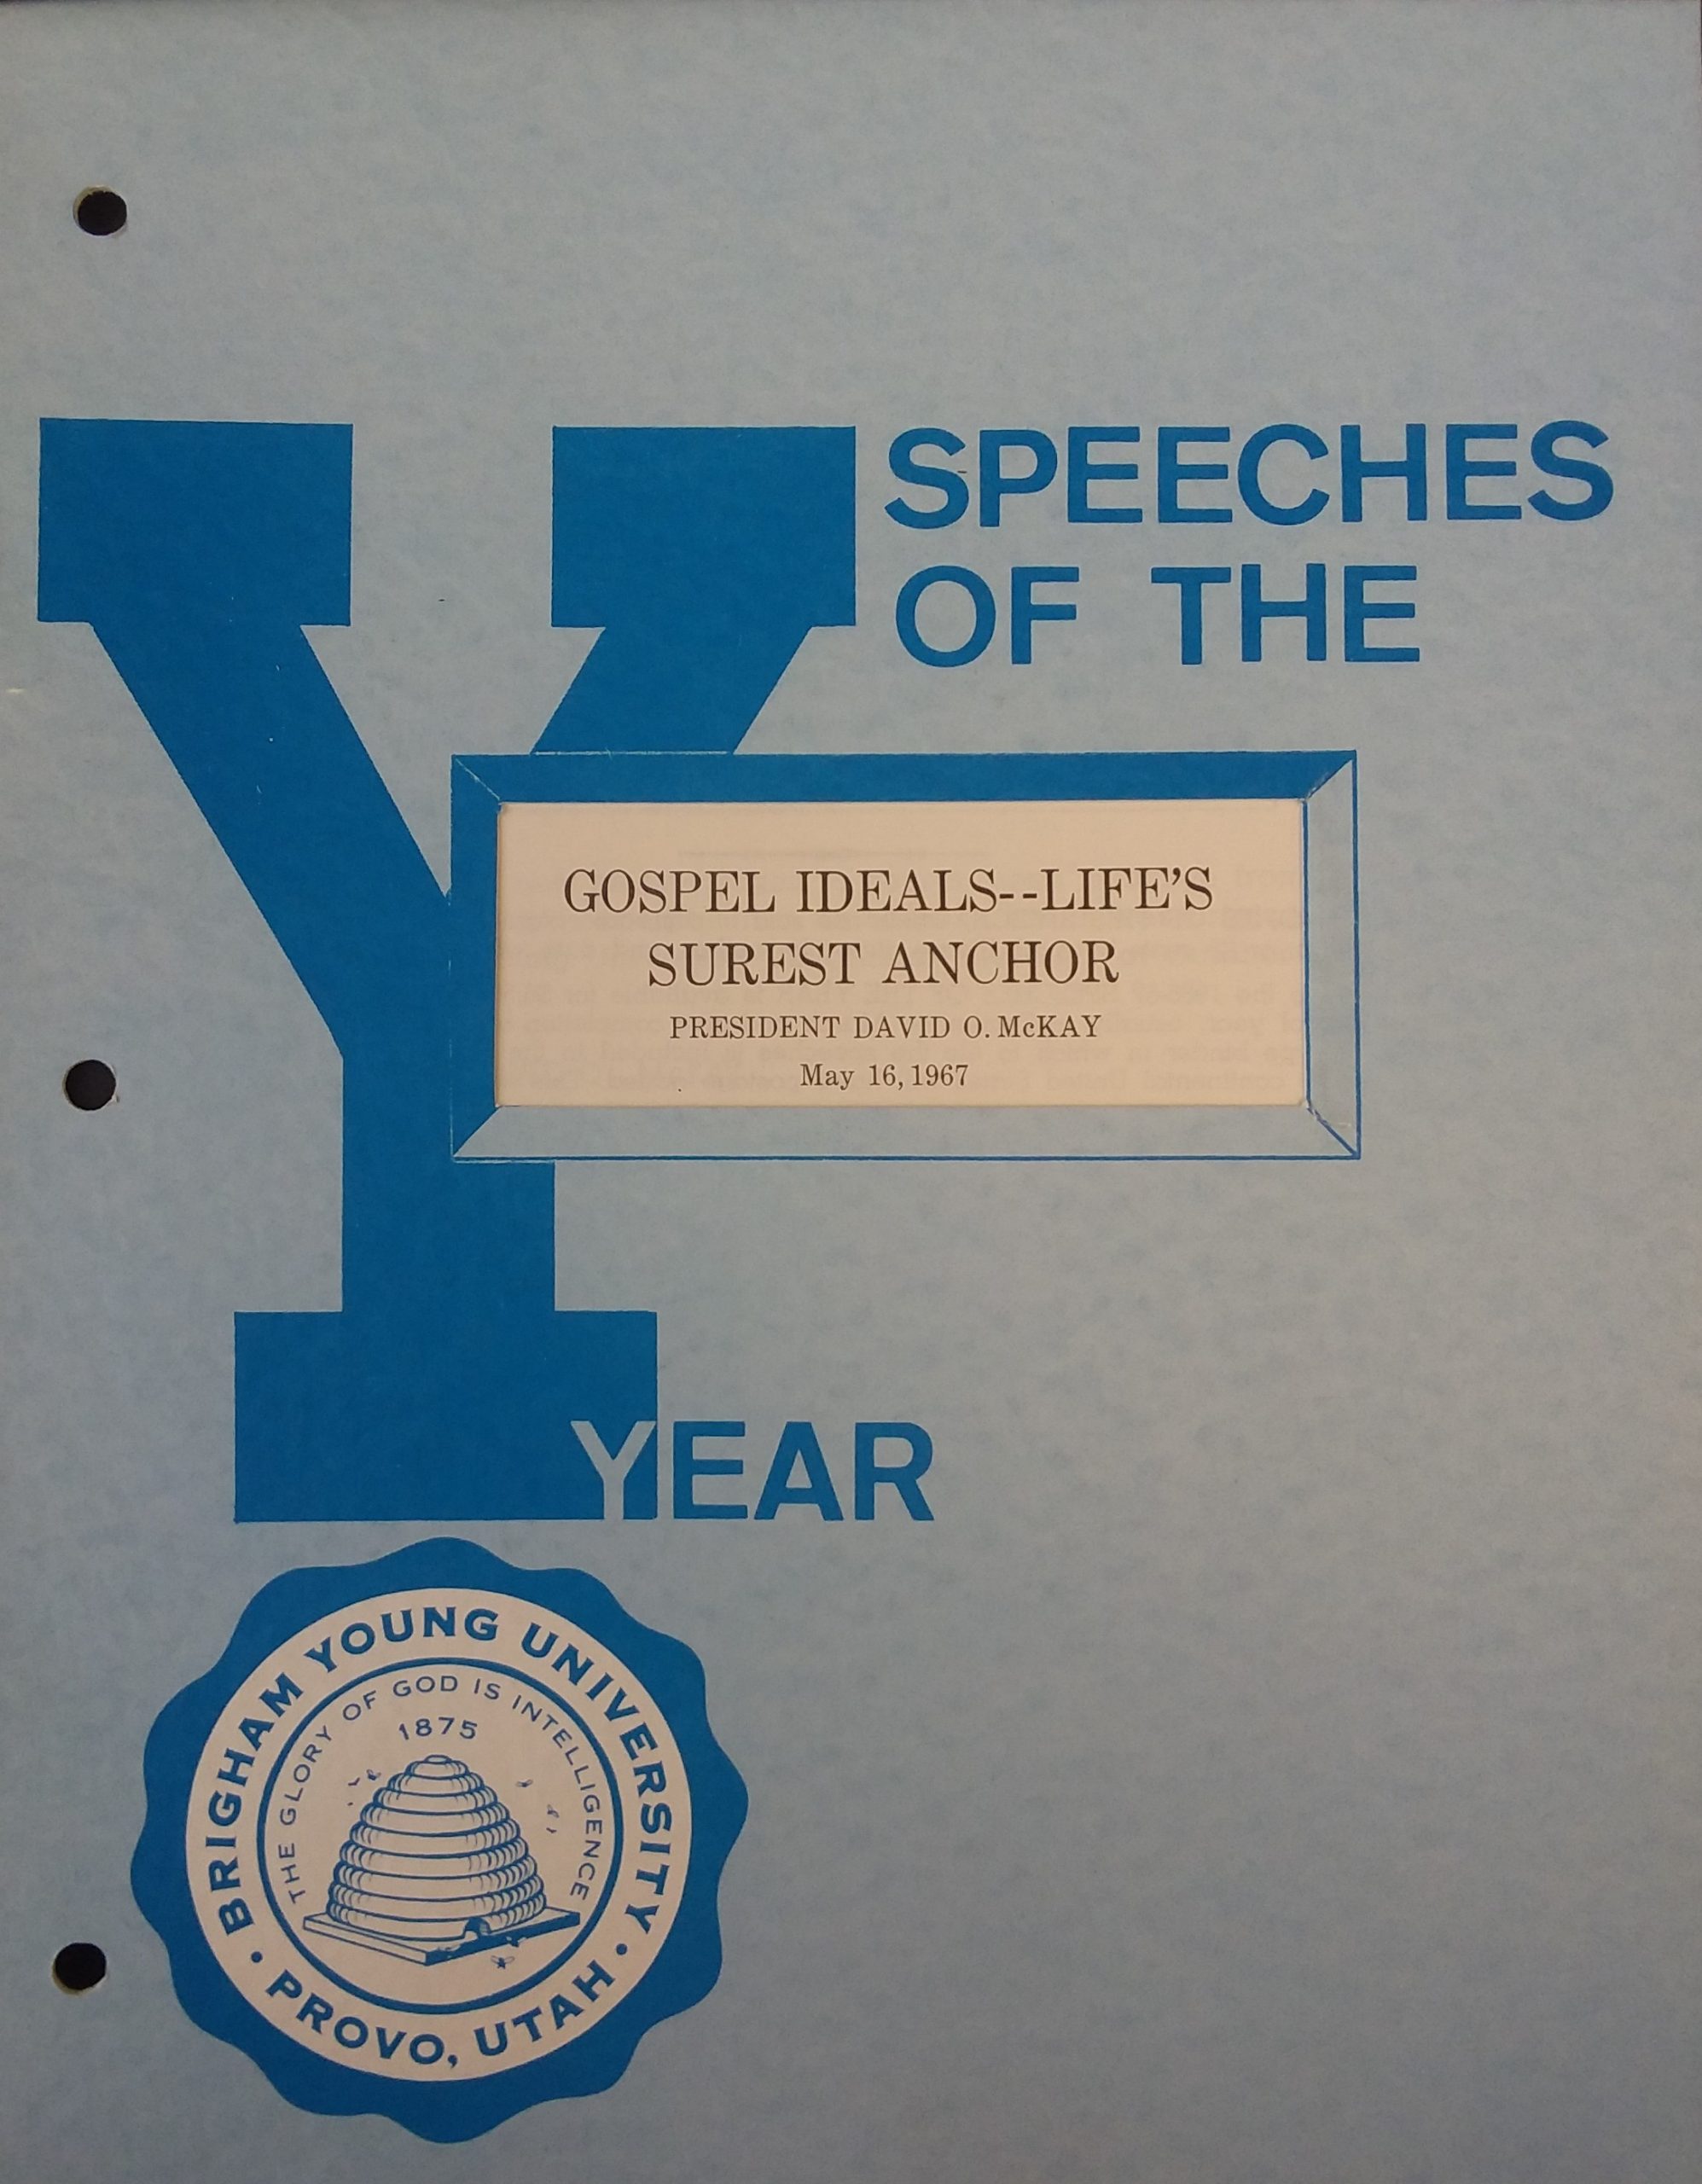 SPEECHES
OF THE
GOSPEL IDEALS--LIFE'S
SUREST ANCHOR
PRESIDENT DAVID O. McKAY
May 16, 1967
YEAR
BRIGHAM YOUNG UNIVERSITY
THE GLORY OF GOD IS INTELLIGENCE
1875
• PROVO, UTAH •